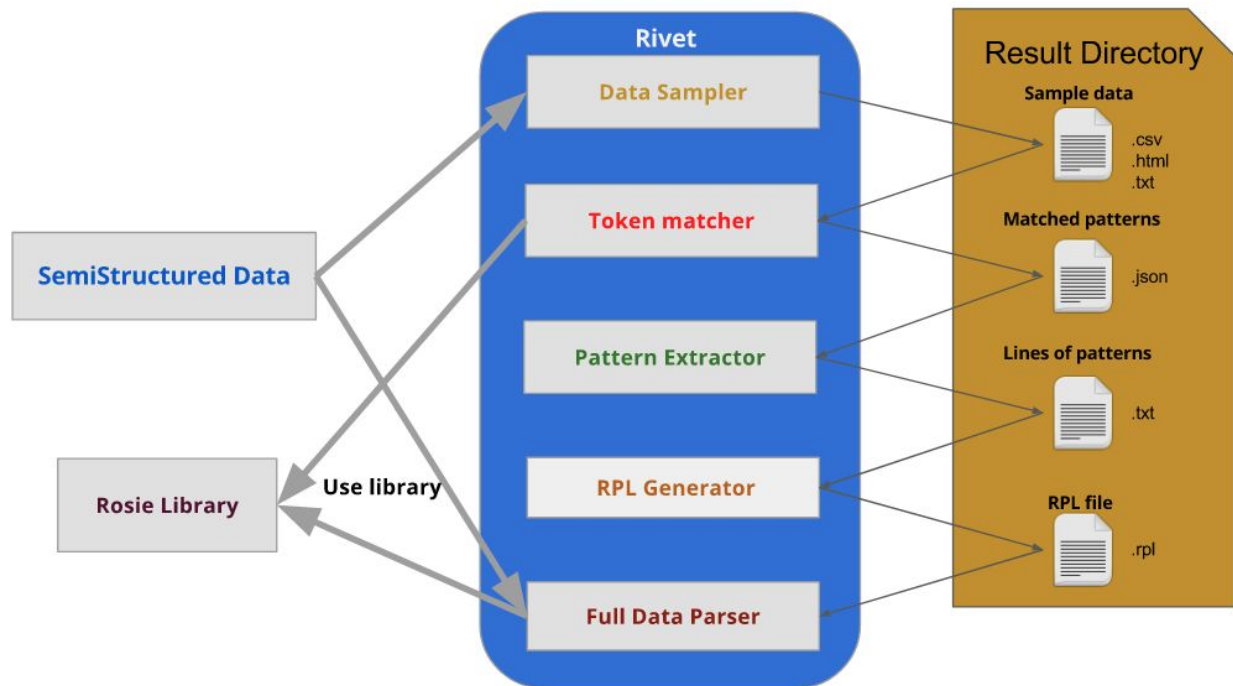 Rivet
Data Sampler
Token matcher
Pattern Extractor
RPL Generator
Full Data Parser
SemiStructured Data
Rosie Library
Use library
Result Directory
Sample data
.csv
.html
.txt
Matched patterns
.json
Lines of patterns
.txt
RPL file
.rpl